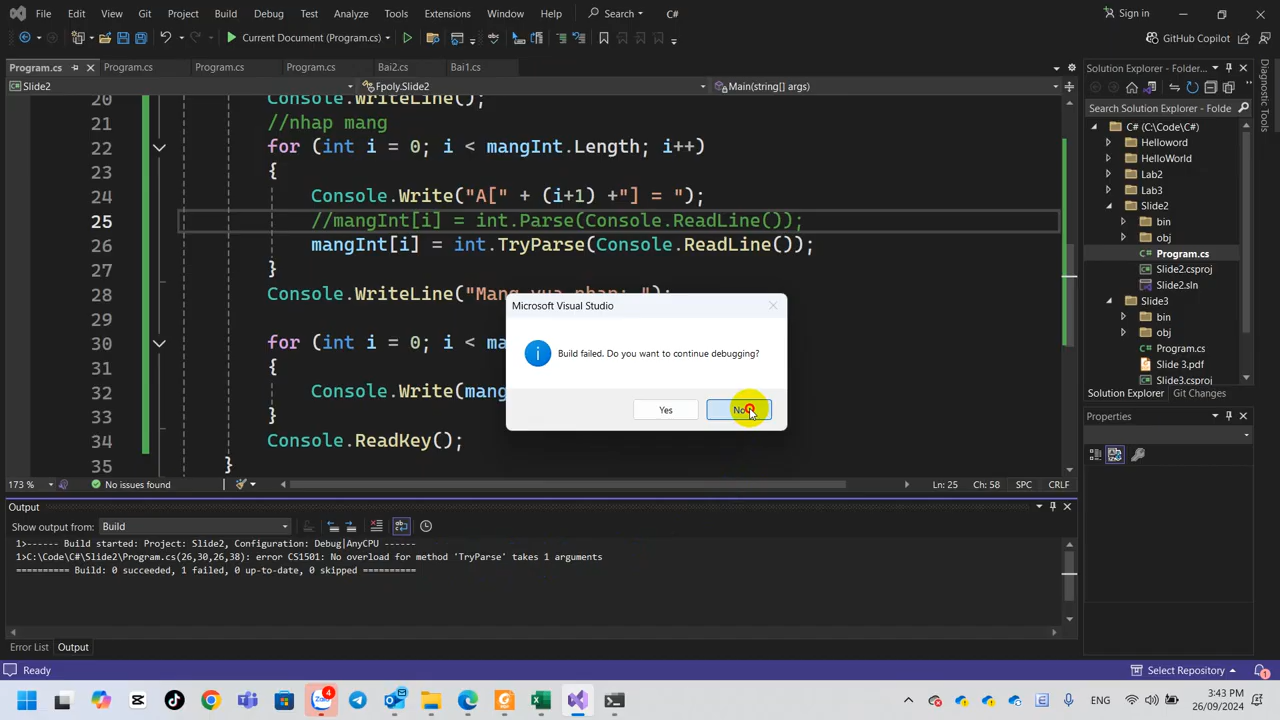 File Edit View Git Project Build Debug Test Analyze Tools Extensions Window Help Search C# Sign in
Current Document (Program.cs) GitHub Copilot
Program.cs Program.cs Program.cs Program.cs Bai2.cs Bai1.cs
Slide2 Fpoly.Slide2 Main(string[] args)
20 Console.WriteLine();
21 //nhap mang
22 for (int i = 0; i < mangInt.Length; i++)
23 {
24 Console.Write("A[" + (i+1) +"] = ");
25 //mangInt[i] = int.Parse(Console.ReadLine());
26 mangInt[i] = int.TryParse(Console.ReadLine());
27 }
28 Console.WriteLine("Mang vua nhap: ");
29
30 for (int i = 0; i < ma
31 {
32 Console.Write(mang
33 }
34 Console.ReadKey();
35 }
Microsoft Visual Studio
Build failed. Do you want to continue debugging?
Yes No
173 % No issues found Ln: 25 Ch: 58 SPC CRLF
Output
Show output from: Build
1>------ Build started: Project: Slide2, Configuration: Debug|AnyCPU ------
1>C:\Code\C#\Slide2\Program.cs(26,30,26,38): error CS1501: No overload for method 'TryParse' takes 1 arguments
========== Build: 0 succeeded, 1 failed, 0 up-to-date, 0 skipped ==========
Error List Output
Ready Select Repository 1
Solution Explorer - Folder...
Search Solution Explorer - Folde
C# (C:\Code\C#)
Helloword
HelloWorld
Lab2
Lab3
Slide2
bin
obj
C# Program.cs
Slide2.csproj
Slide2.sln
Slide3
bin
obj
C# Program.cs
Slide 3.pdf
Slide3.csproj
Solution Explorer Git Changes
Properties
Diagnostic Tools
Zalo 4 ENG 3:43 PM
26/09/2024